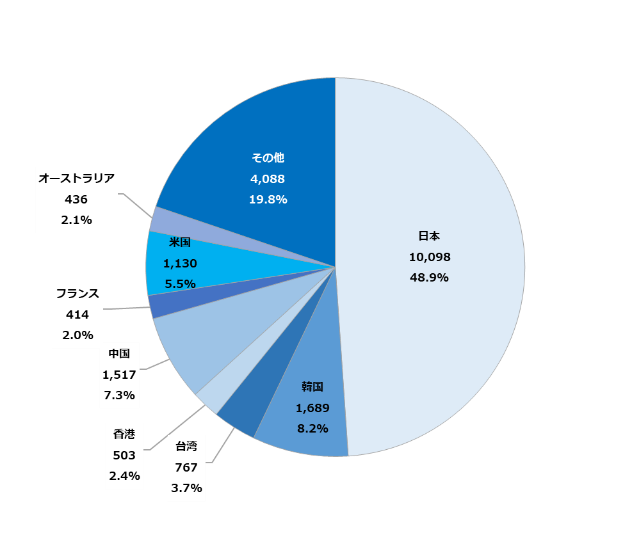 その他
4,088
19.8%
オーストラリア
436
2.1%
米国
1,130
5.5%
日本
10,098
48.9%
フランス
414
2.0%
中国
1,517
7.3%
韓国
1,689
8.2%
香港
503
2.4%
台湾
767
3.7%